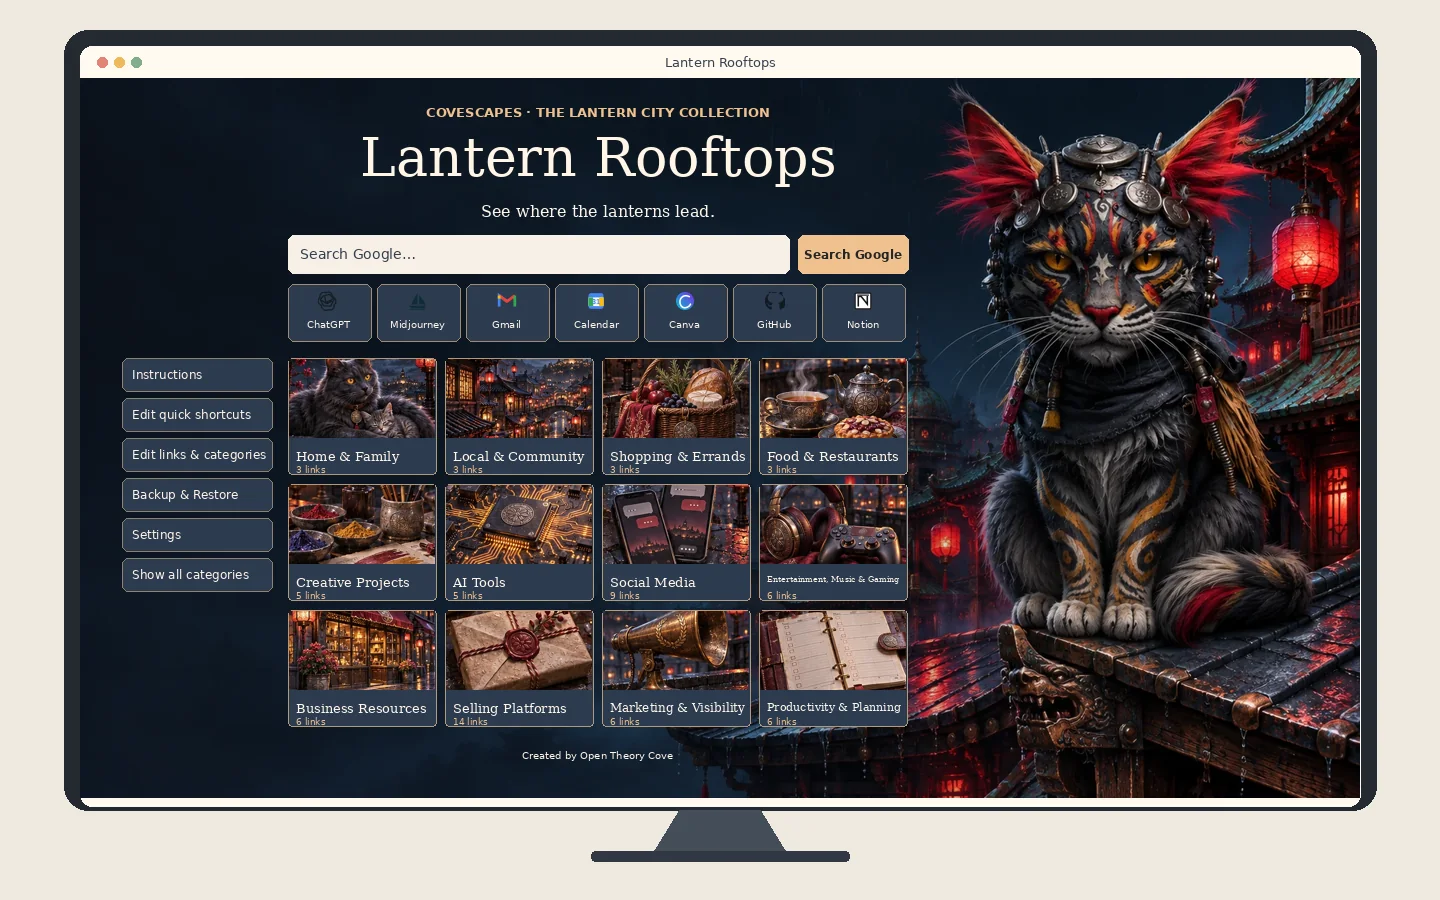 Lantern Rooftops
COVESCAPES · THE LANTERN CITY COLLECTION
Lantern Rooftops
See where the lanterns lead.
Search Google...
Search Google
ChatGPT
Midjourney
31
Gmail
Calendar
Canva
GitHub
Notion
Instructions
Edit quick shortcuts
Edit links & categories
Backup & Restore
Settings
Show all categories
Home & Family
3 links
Local & Community
3 links
Shopping & Errands
3 links
Food & Restaurants
3 links
Creative Projects
5 links
AI Tools
5 links
Social Media
9 links
Entertainment, Music & Gaming
6 links
Business Resources
6 links
Selling Platforms
14 links
Marketing & Visibility
6 links
Productivity & Planning
6 links
Created by Open Theory Cove